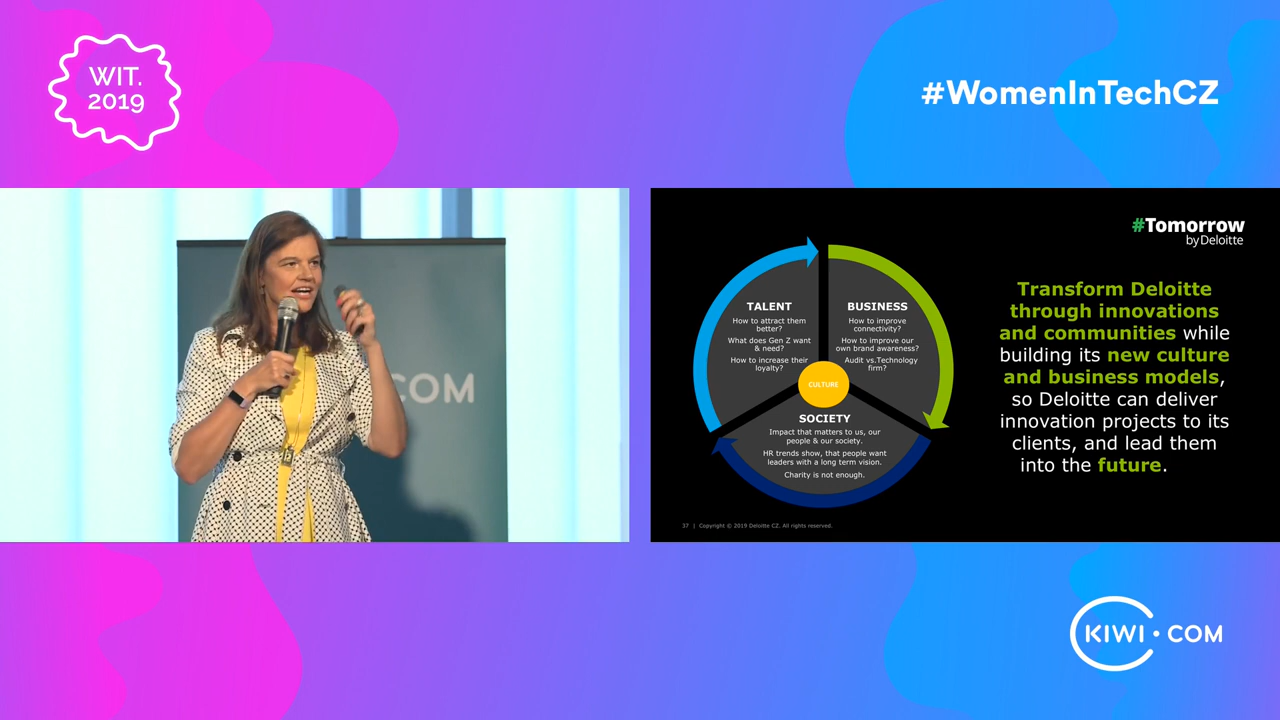 WIT.
2019
#WomenInTechCZ
.COM
#Tomorrow
by Deloitte
TALENT
How to attract them
better?
What does Gen Z want
& need?
How to increase their
loyalty?
BUSINESS
How to improve
connectivity?
How to improve our
own brand awareness?
Audit vs.Technology
firm?
CULTURE
SOCIETY
Impact that matters to us, our
people & our society.
HR trends show, that people want
leaders with a long term vision.
Charity is not enough.
Transform Deloitte
through innovations
and communities while
building its new culture
and business models,
so Deloitte can deliver
innovation projects to its
clients, and lead them
into the future.
37 | Copyright © 2019 Deloitte CZ. All rights reserved.
KIWI·COM